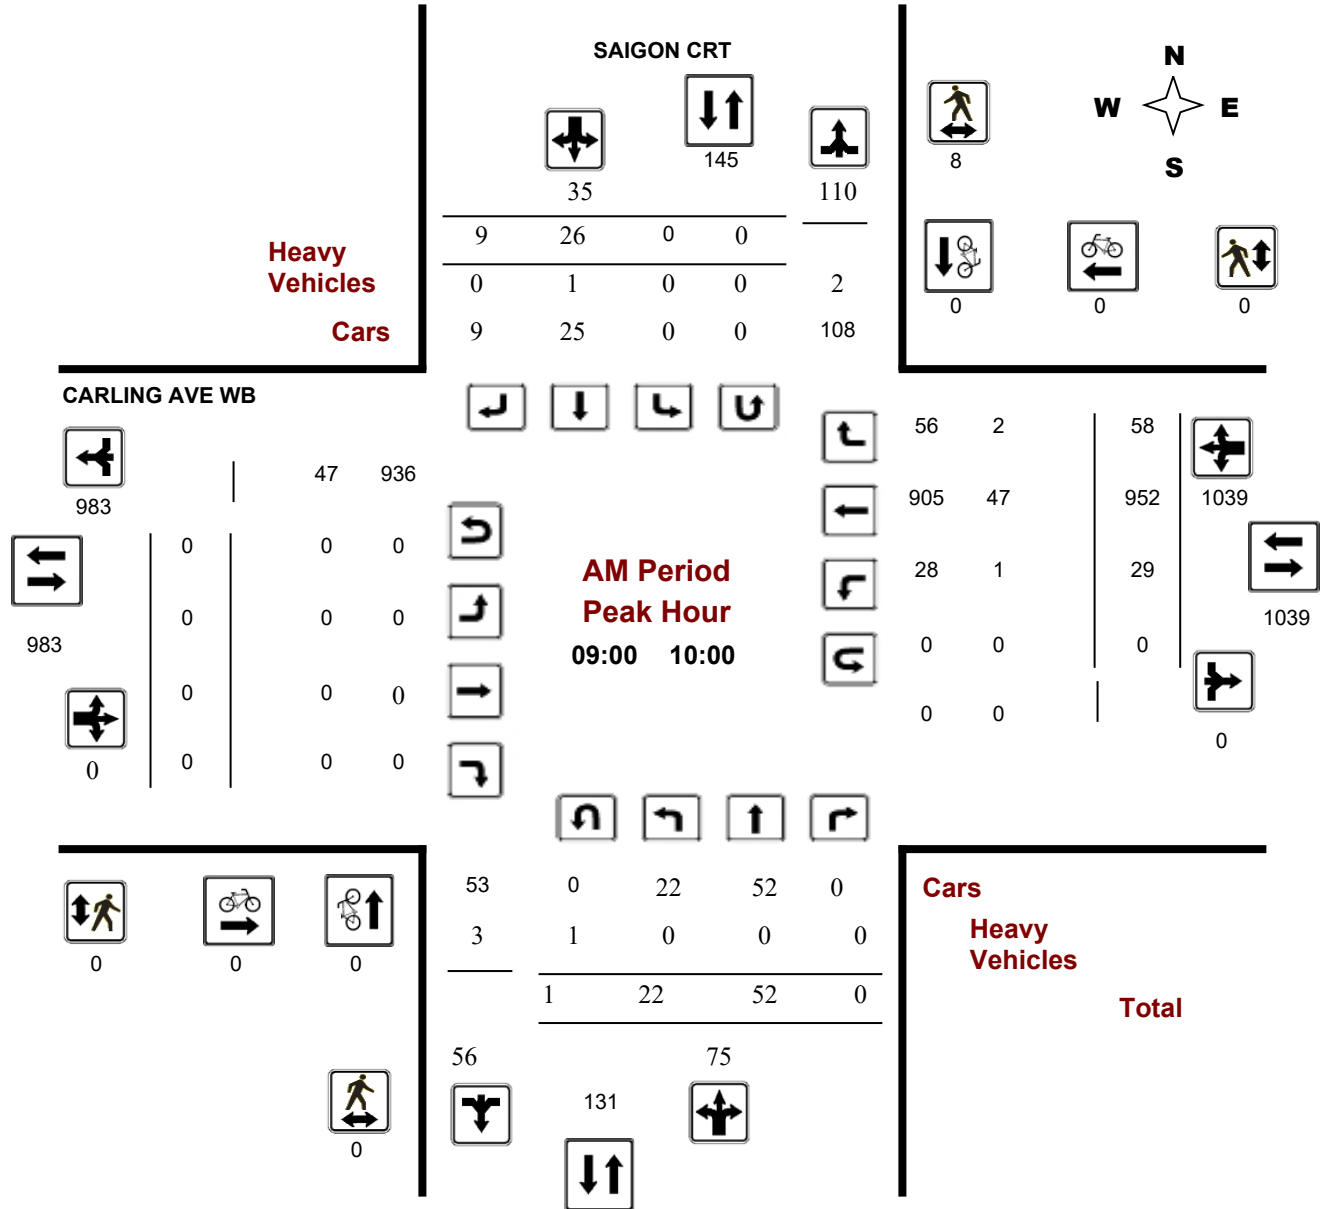 SAIGON CRT
N
W E
S
145
8
35
110
9 26 0 0
Heavy
Vehicles
0 1 0 0 2
0 0 0
Cars
9 25 0 0 108
CARLING AVE WB
56 2 58
47 936
983
905 47 952 1039
0 0 0
AM Period
28 1 29
Peak Hour
0 0 0
1039
983
09:00 10:00
0 0 0
0 0 0
0 0
0
0 0 0 0
53 0 22 52 0
Cars
3 1 0 0 0
Heavy
Vehicles
0 0 0
1 22 52 0
Total
56 75
131
0